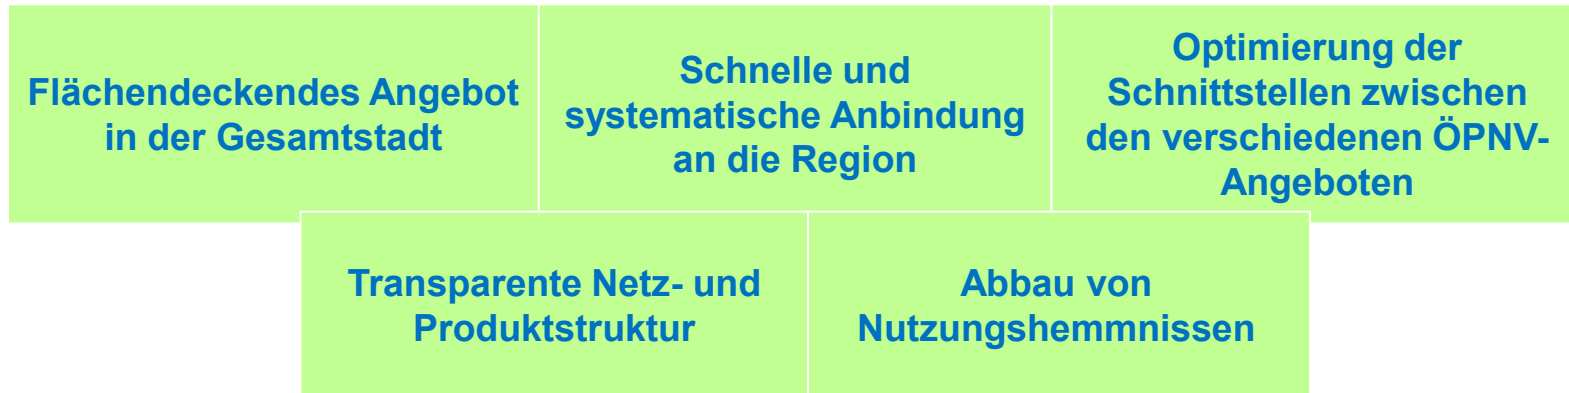 Flächendeckendes Angebot
in der Gesamtstadt
Schnelle und
systematische Anbindung
an die Region
Optimierung der
Schnittstellen zwischen
den verschiedenen ÖPNV-
Angeboten
Transparente Netz- und
Produktstruktur
Abbau von
Nutzungshemmnissen